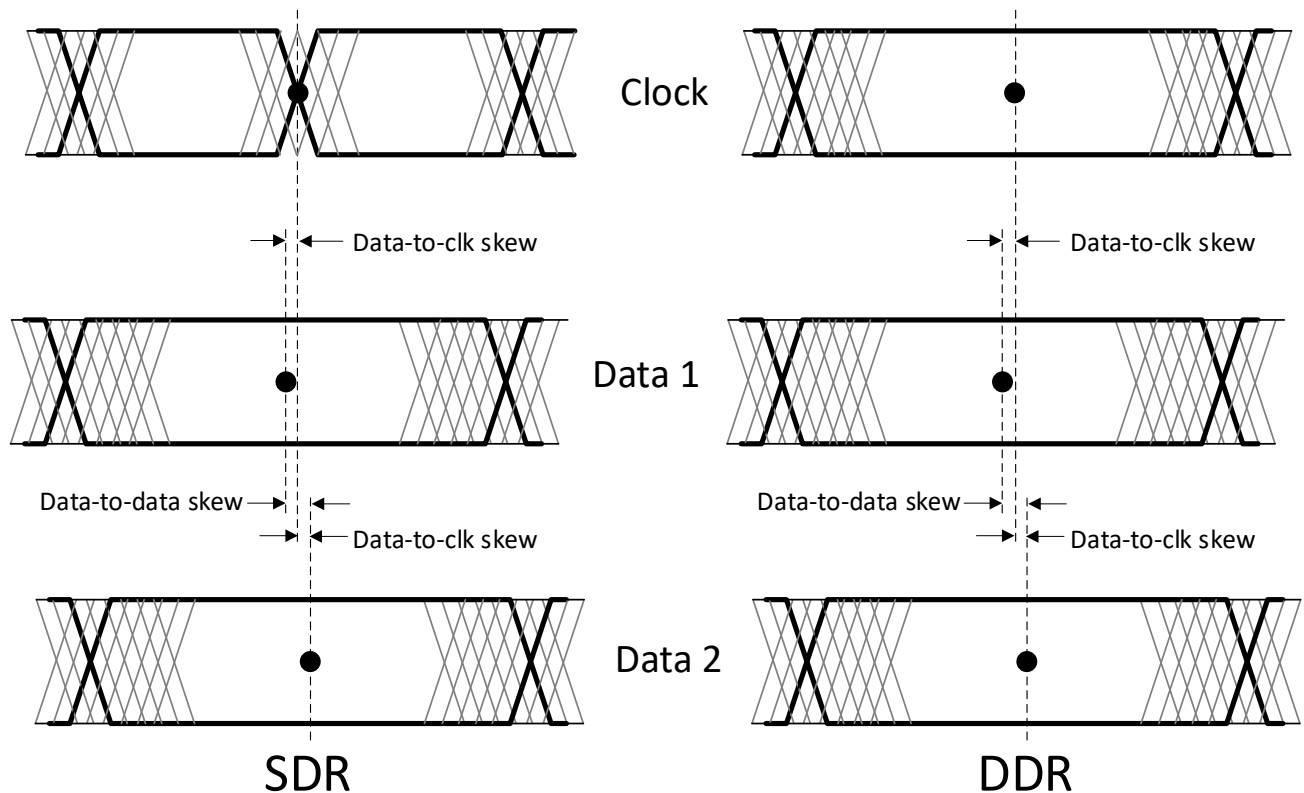 Clock
Data-to-clk skew
Data-to-clk skew
Data 1
Data-to-data skew
Data-to-data skew
Data-to-clk skew
Data-to-clk skew
Data 2
SDR
DDR